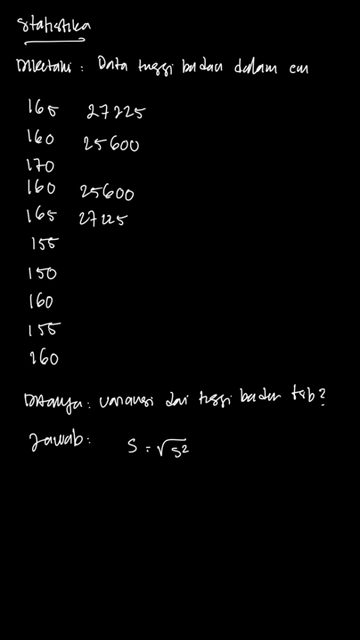 Statistika
Diketahi : Data tinggi badan dalam cm
165 27225
160 25600
170
160 25600
165 27225
155
150
160
155
160
Ditanya : variansi dari tinggi badan tsb?
Jawab : S = √S²